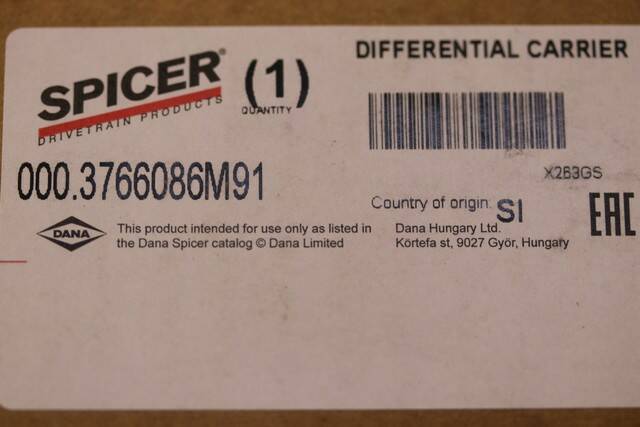 SPICER®
DRIVETRAIN PRODUCTS
(1)
QUANTITY
DIFFERENTIAL CARRIER
000.3766086M91
X263GS
Country of origin: SI
EAC
DANA
This product intended for use only as listed in
the Dana Spicer catalog © Dana Limited
Dana Hungary Ltd.
Körtefa st, 9027 Györ, Hungary